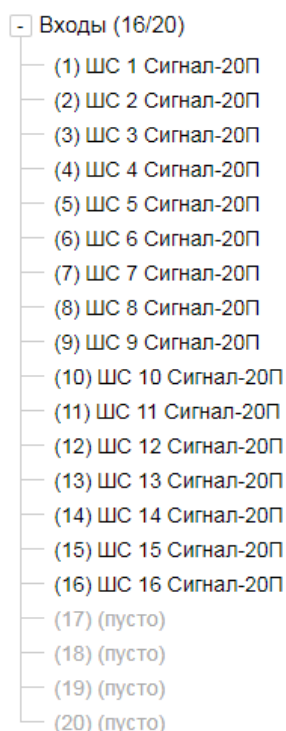 Входы (16/20)
(1) ШС 1 Сигнал-20П
(2) ШС 2 Сигнал-20П
(3) ШС 3 Сигнал-20П
(4) ШС 4 Сигнал-20П
(5) ШС 5 Сигнал-20П
(6) ШС 6 Сигнал-20П
(7) ШС 7 Сигнал-20П
(8) ШС 8 Сигнал-20П
(9) ШС 9 Сигнал-20П
(10) ШС 10 Сигнал-20П
(11) ШС 11 Сигнал-20П
(12) ШС 12 Сигнал-20П
(13) ШС 13 Сигнал-20П
(14) ШС 14 Сигнал-20П
(15) ШС 15 Сигнал-20П
(16) ШС 16 Сигнал-20П
(17) (пусто)
(18) (пусто)
(19) (пусто)
(20) (пусто)